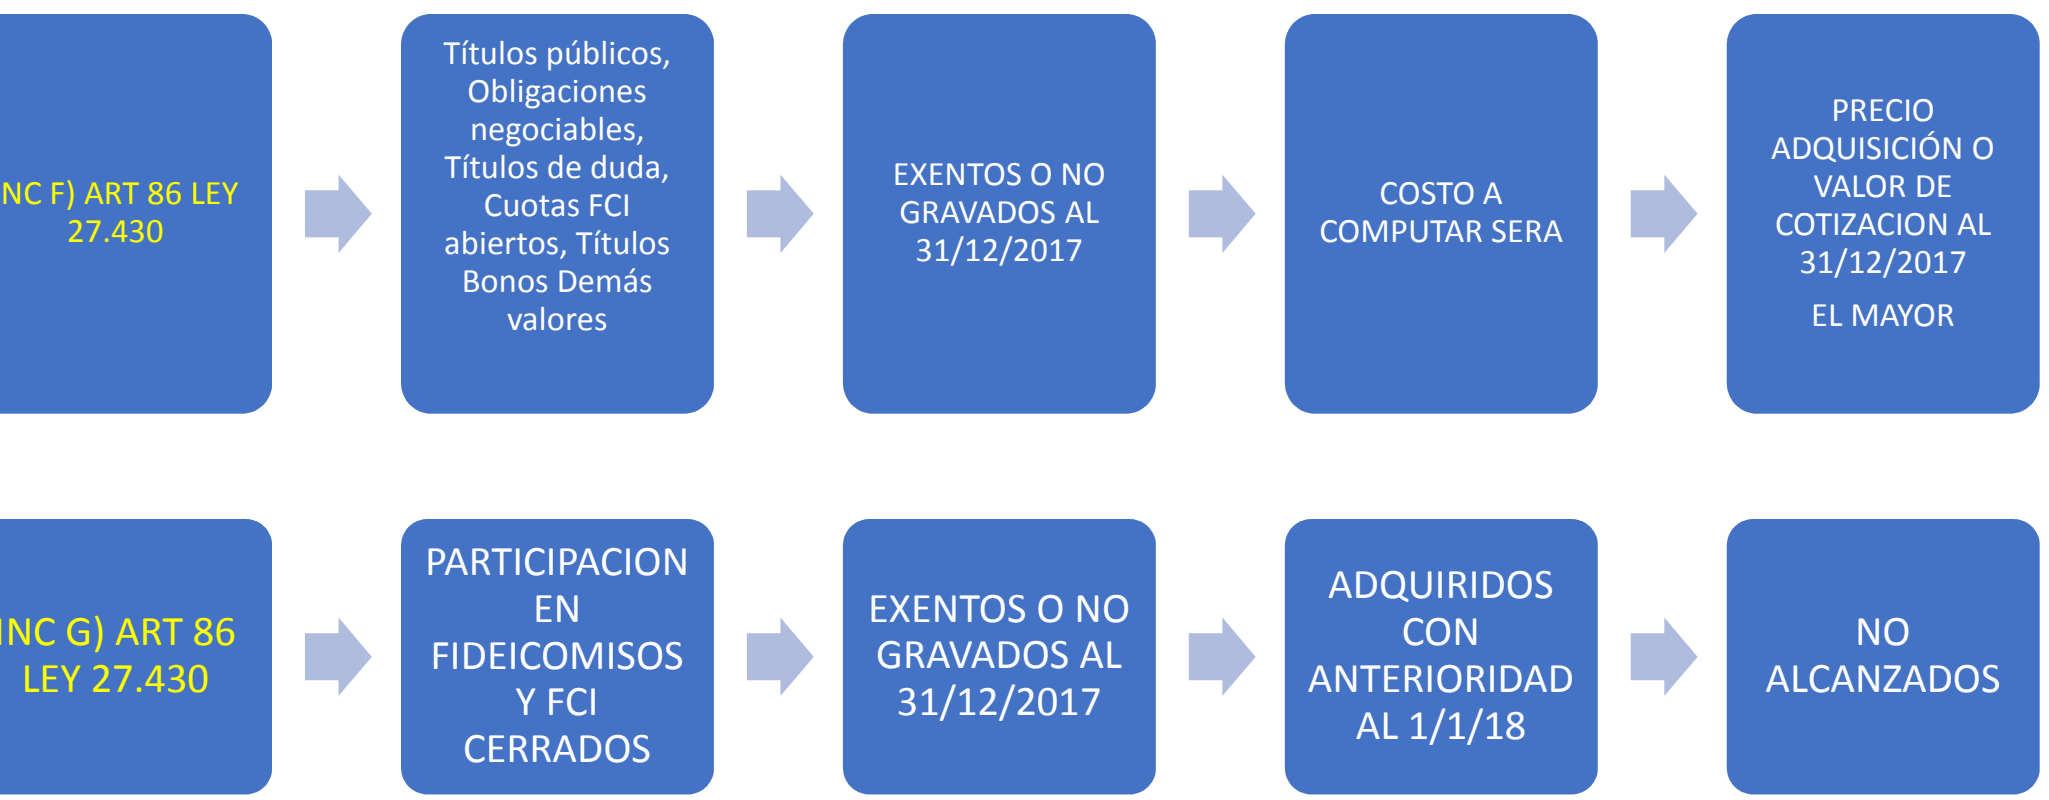 NC F) ART 86 LEY
27.430
Títulos públicos,
Obligaciones
negociables,
Títulos de duda,
Cuotas FCI
abiertos, Títulos
Bonos Demás
valores
EXENTOS O NO
GRAVADOS AL
31/12/2017
COSTO A
COMPUTAR SERA
PRECIO
ADQUISICIÓN O
VALOR DE
COTIZACION AL
31/12/2017
EL MAYOR
INC G) ART 86
LEY 27.430
PARTICIPACION
EN
FIDEICOMISOS
Y FCI
CERRADOS
EXENTOS O NO
GRAVADOS AL
31/12/2017
ADQUIRIDOS
CON
ANTERIORIDAD
AL 1/1/18
NO
ALCANZADOS